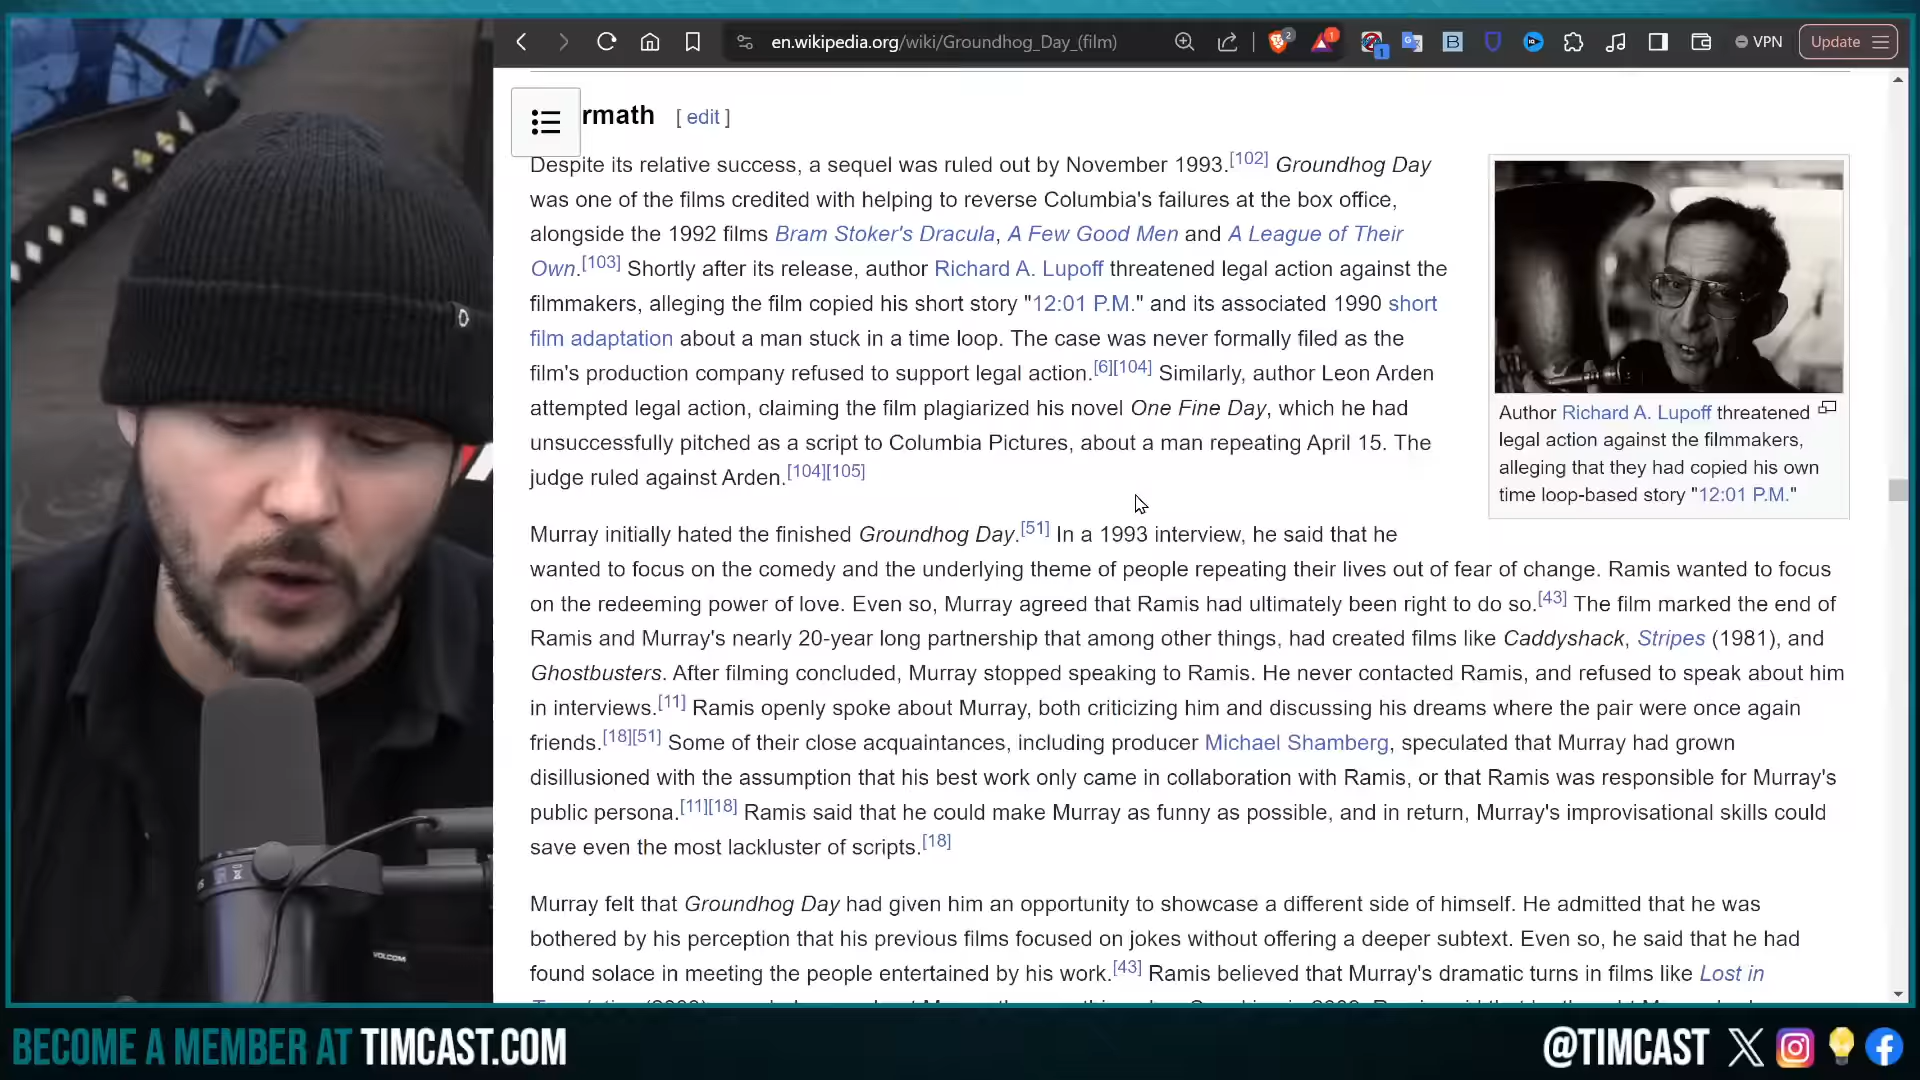 en.wikipedia.org/wiki/Groundhog_Day_(film)
2
1
1
VPN
Update
rmath [ edit ]
Despite its relative success, a sequel was ruled out by November 1993.[102] Groundhog Day
was one of the films credited with helping to reverse Columbia's failures at the box office,
alongside the 1992 films Bram Stoker's Dracula, A Few Good Men and A League of Their
Own.[103] Shortly after its release, author Richard A. Lupoff threatened legal action against the
filmmakers, alleging the film copied his short story "12:01 P.M." and its associated 1990 short
film adaptation about a man stuck in a time loop. The case was never formally filed as the
film's production company refused to support legal action.[6][104] Similarly, author Leon Arden
attempted legal action, claiming the film plagiarized his novel One Fine Day, which he had
unsuccessfully pitched as a script to Columbia Pictures, about a man repeating April 15. The
judge ruled against Arden.[104][105]
Author Richard A. Lupoff threatened
legal action against the filmmakers,
alleging that they had copied his own
time loop-based story "12:01 P.M."
Murray initially hated the finished Groundhog Day.[51] In a 1993 interview, he said that he
wanted to focus on the comedy and the underlying theme of people repeating their lives out of fear of change. Ramis wanted to focus
on the redeeming power of love. Even so, Murray agreed that Ramis had ultimately been right to do so.[43] The film marked the end of
Ramis and Murray's nearly 20-year long partnership that among other things, had created films like Caddyshack, Stripes (1981), and
Ghostbusters. After filming concluded, Murray stopped speaking to Ramis. He never contacted Ramis, and refused to speak about him
in interviews.[11] Ramis openly spoke about Murray, both criticizing him and discussing his dreams where the pair were once again
friends.[18][51] Some of their close acquaintances, including producer Michael Shamberg, speculated that Murray had grown
disillusioned with the assumption that his best work only came in collaboration with Ramis, or that Ramis was responsible for Murray's
public persona.[11][18] Ramis said that he could make Murray as funny as possible, and in return, Murray's improvisational skills could
save even the most lackluster of scripts.[18]
Murray felt that Groundhog Day had given him an opportunity to showcase a different side of himself. He admitted that he was
bothered by his perception that his previous films focused on jokes without offering a deeper subtext. Even so, he said that he had
found solace in meeting the people entertained by his work.[43] Ramis believed that Murray's dramatic turns in films like Lost in
VOLCOM
BECOME A MEMBER AT TIMCAST.COM
@TIMCAST